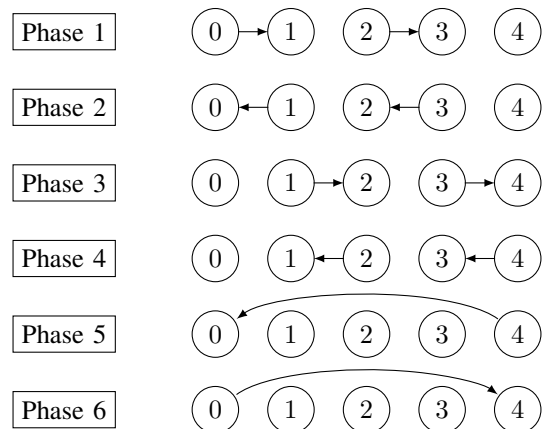 Phase 1 0 1 2 3 4
Phase 2 0 1 2 3 4
Phase 3 0 1 2 3 4
Phase 4 0 1 2 3 4
Phase 5 0 1 2 3 4
Phase 6 0 1 2 3 4